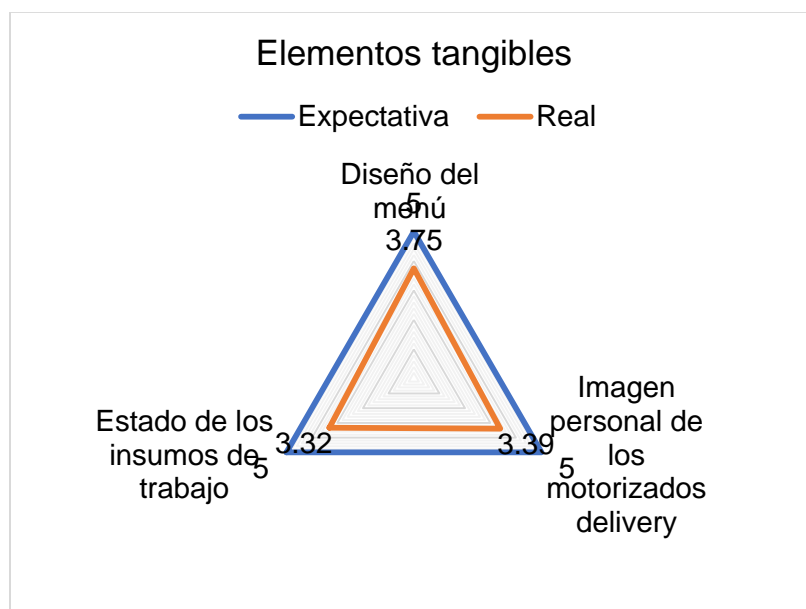 Elementos tangibles
Expectativa Real
Diseño del
menú
5
3.75
Imagen
personal de
los
motorizados
delivery
3.39
5
Estado de los
insumos de
trabajo
3.32
5